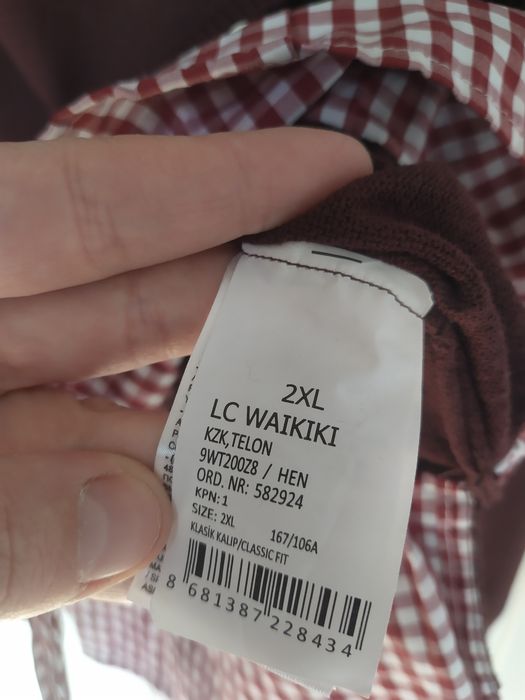 2XL
LC WAIKIKI
KZK,TELON
9WT200Z8 / HEN
ORD. NR: 582924
KPN: 1
SIZE: 2XL 167/106A
KLASİK KALIP/CLASSIC FIT
8 681387 228434